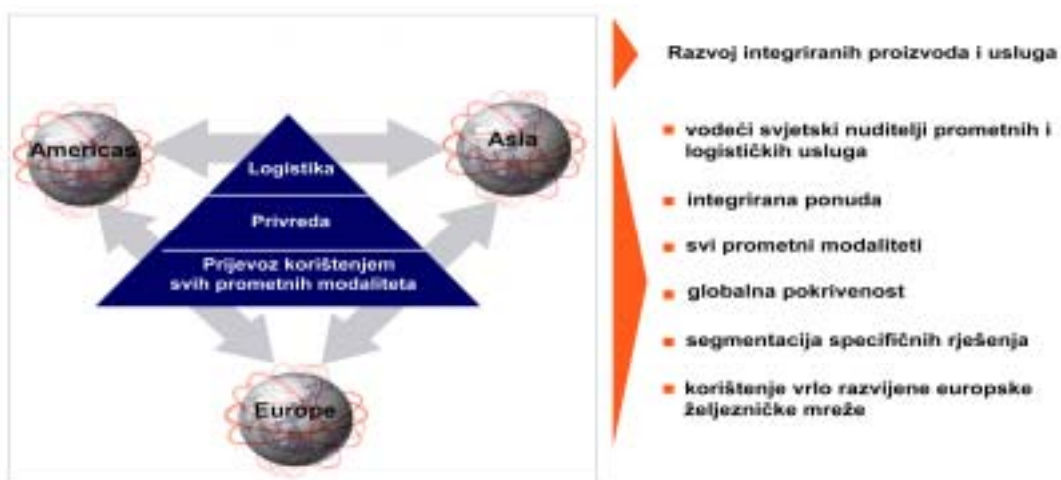 Americas
Asia
Logistika
Privreda
Prijevoz korištenjem
svih prometnih modaliteta
Europe
Razvoj integriranih proizvoda i usluga
vodeći svjetski nuditelji prometnih i
logističkih usluga
integrirana ponuda
svi prometni modaliteti
globalna pokrivenost
segmentacija specifičnih rješenja
korištenje vrlo razvijene europske
željezničke mreže